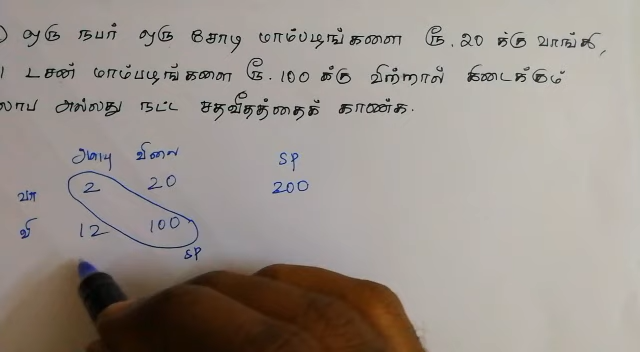 ) ஒரு நபர் ஒரு சோடி மாம்பழங்களை ரூ. 20 க்கு வாங்கி,
1 டசன் மாம்பழங்களை ரூ. 100 க்கு விற்றால் கிடைக்கும்
லாப அல்லது நட்ட சதவீதத்தைக் காண்க.
விலை SP
வா 2 20 200
வி 12 100
SP